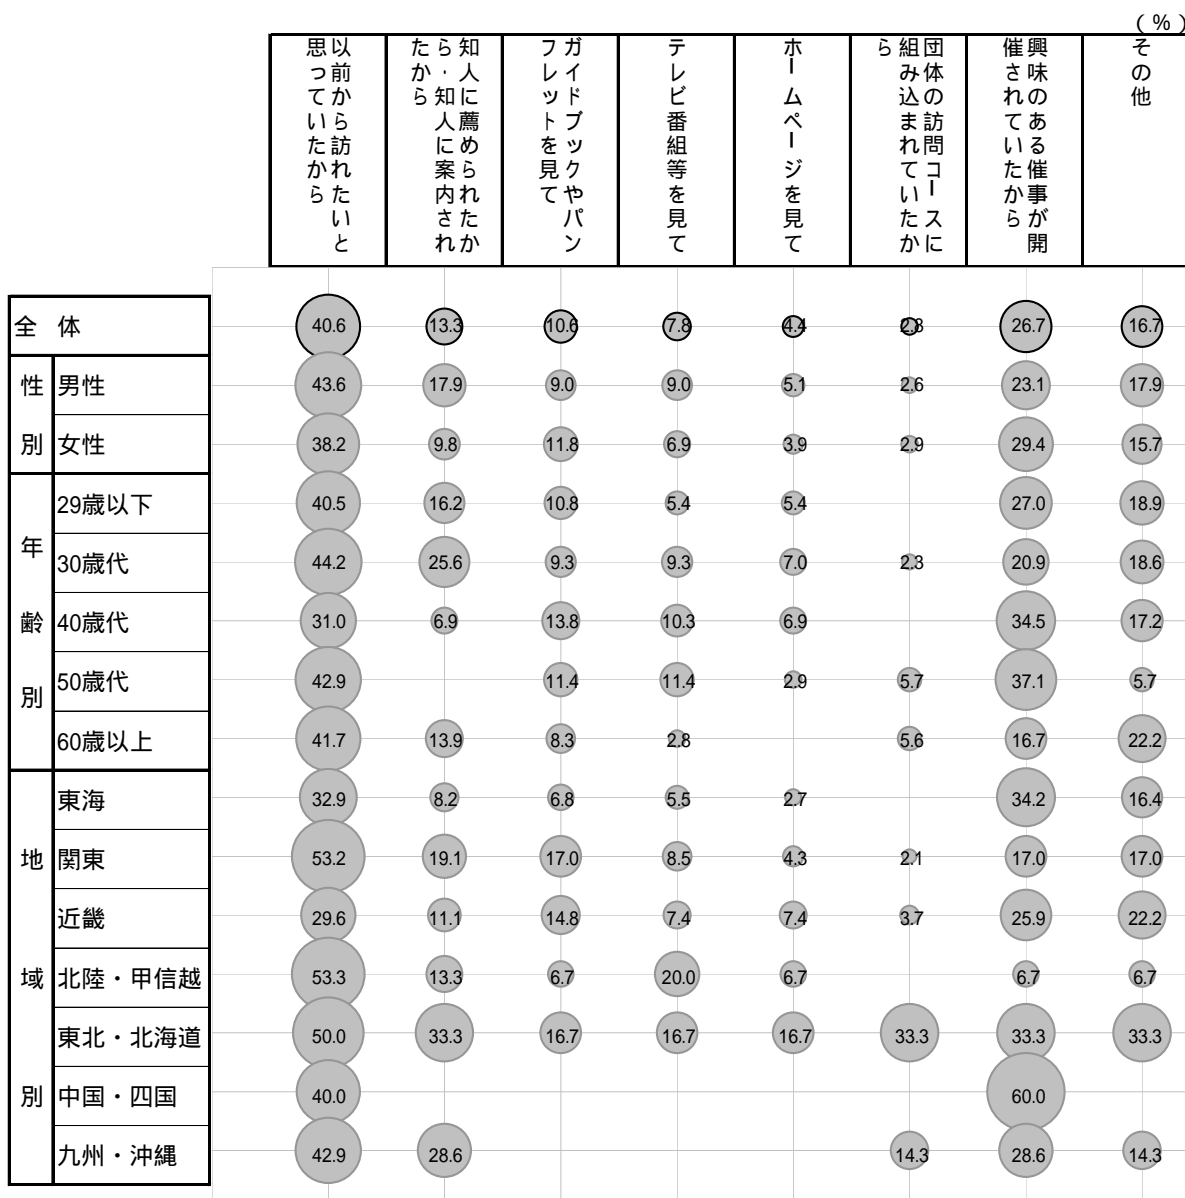 (%)
以前から訪れたいと
思っていたから
知人に薦められたか
ら・知人に案内され
たから
ガイドブックやパン
フレットを見て
テレビ番組等を見て
ホームページを見て
団体の訪問コースに
組み込まれていたか
ら
興味のある催事が開
催されていたから
その他
全 体 40.6 13.3 10.6 7.8 4.4 2.8 26.7 16.7
性別
男性 43.6 17.9 9.0 9.0 5.1 2.6 23.1 17.9
女性 38.2 9.8 11.8 6.9 3.9 2.9 29.4 15.7
年齢別
29歳以下 40.5 16.2 10.8 5.4 5.4 27.0 18.9
30歳代 44.2 25.6 9.3 9.3 7.0 2.3 20.9 18.6
40歳代 31.0 6.9 13.8 10.3 6.9 34.5 17.2
50歳代 42.9 11.4 11.4 2.9 5.7 37.1 5.7
60歳以上 41.7 13.9 8.3 2.8 5.6 16.7 22.2
地域別
東海 32.9 8.2 6.8 5.5 2.7 34.2 16.4
関東 53.2 19.1 17.0 8.5 4.3 2.1 17.0 17.0
近畿 29.6 11.1 14.8 7.4 7.4 3.7 25.9 22.2
北陸・甲信越 53.3 13.3 6.7 20.0 6.7 6.7 6.7
東北・北海道 50.0 33.3 16.7 16.7 16.7 33.3 33.3 33.3
中国・四国 40.0 60.0
九州・沖縄 42.9 28.6 14.3 28.6 14.3